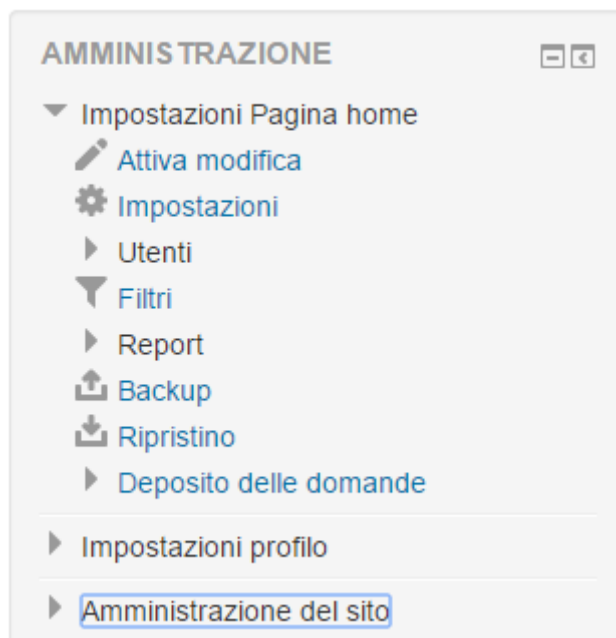 AMMINISTRAZIONE
Impostazioni Pagina home
Attiva modifica
Impostazioni
Utenti
Filtri
Report
Backup
Ripristino
Deposito delle domande
Impostazioni profilo
Amministrazione del sito